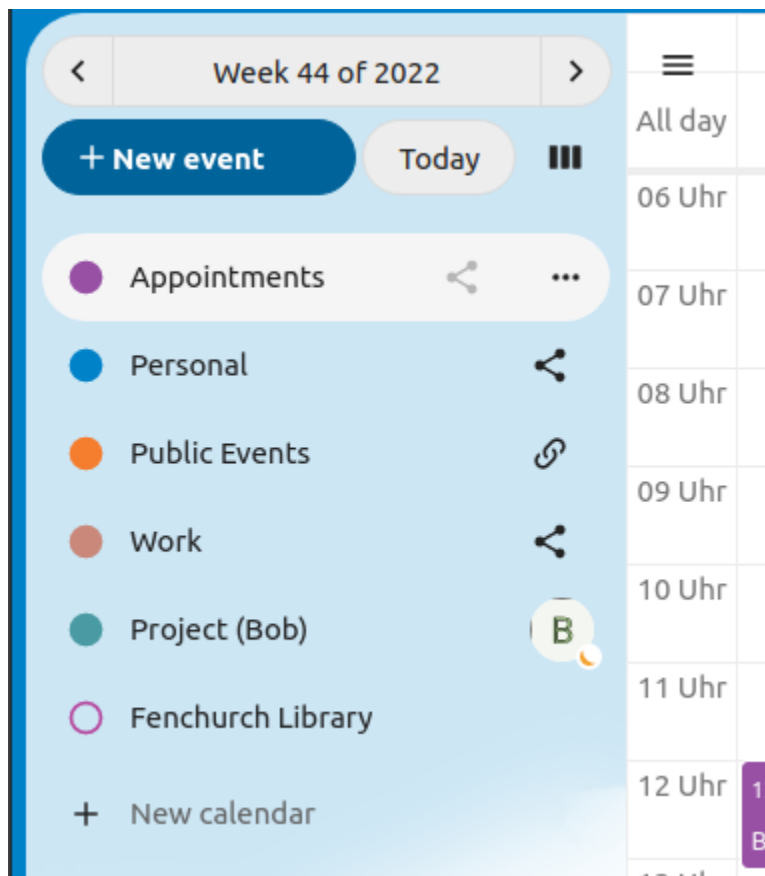 Week 44 of 2022
+ New event
Today
Appointments
Personal
Public Events
Work
Project (Bob)
B
Fenchurch Library
+ New calendar
All day
06 Uhr
07 Uhr
08 Uhr
09 Uhr
10 Uhr
11 Uhr
12 Uhr
1
B